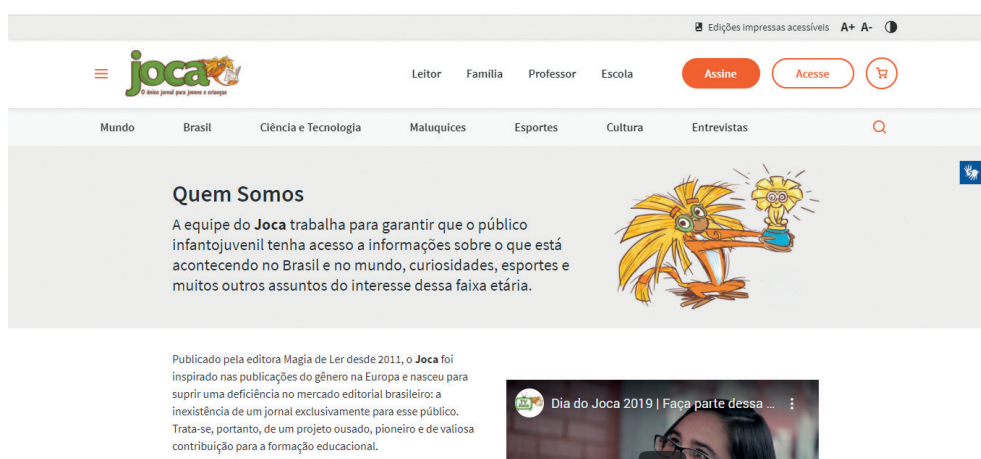 Edições impressas acessíveis A+ A-
joca
O único jornal para jovens e crianças
Leitor Família Professor Escola Assine Acesse
Mundo Brasil Ciência e Tecnologia Maluquices Esportes Cultura Entrevistas
Quem Somos
A equipe do Joca trabalha para garantir que o público
infantojuvenil tenha acesso a informações sobre o que está
acontecendo no Brasil e no mundo, curiosidades, esportes e
muitos outros assuntos do interesse dessa faixa etária.
Publicado pela editora Magia de Ler desde 2011, o Joca foi
inspirado nas publicações do gênero na Europa e nasceu para
suprir uma deficiência no mercado editorial brasileiro: a
inexistência de um jornal exclusivamente para esse público.
Trata-se, portanto, de um projeto ousado, pioneiro e de valiosa
contribuição para a formação educacional.
Dia do Joca 2019 | Faça parte dessa ...